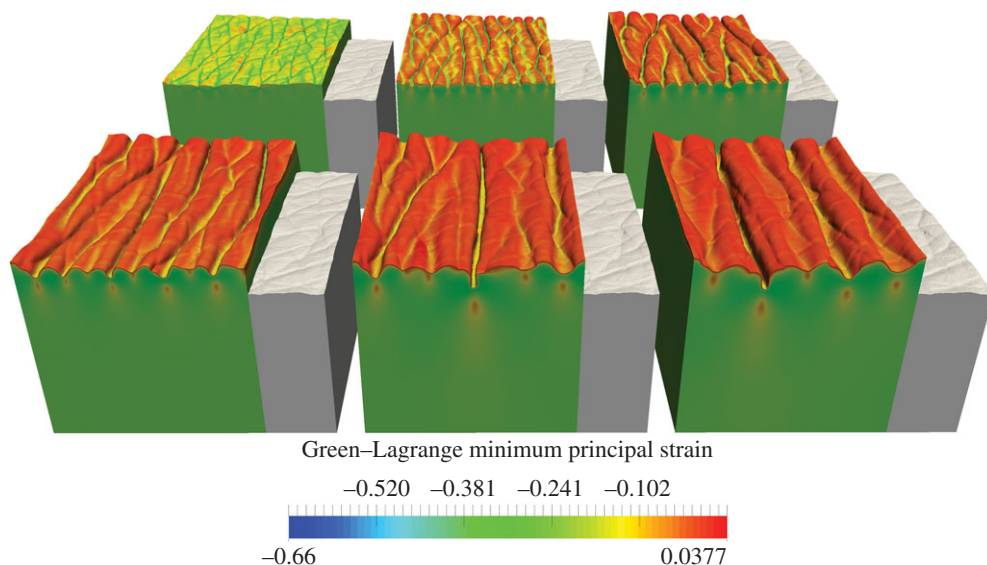 Green–Lagrange minimum principal strain
–0.520 –0.381 –0.241 –0.102
–0.66 0.0377